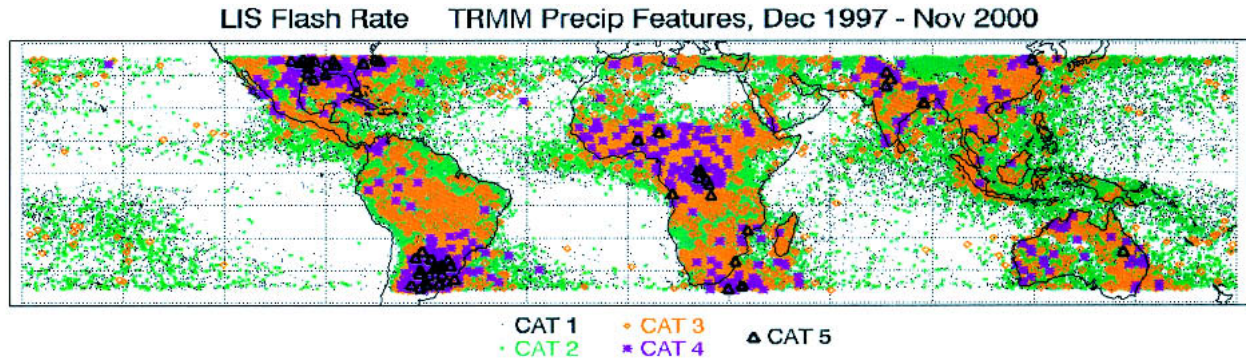 LIS Flash Rate TRMM Precip Features, Dec 1997 - Nov 2000
CAT 1 CAT 3 CAT 5
CAT 2 CAT 4